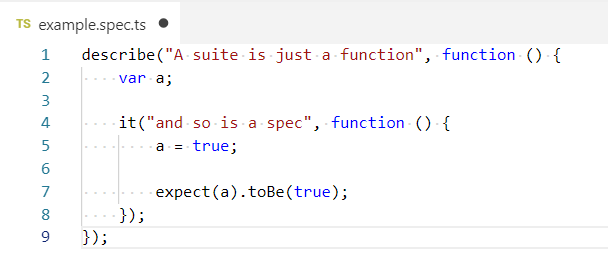 TS example.spec.ts ●
1 describe("A suite is just a function", function () {
2     var a;
3
4     it("and so is a spec", function () {
5         a = true;
6
7         expect(a).toBe(true);
8     });
9 });